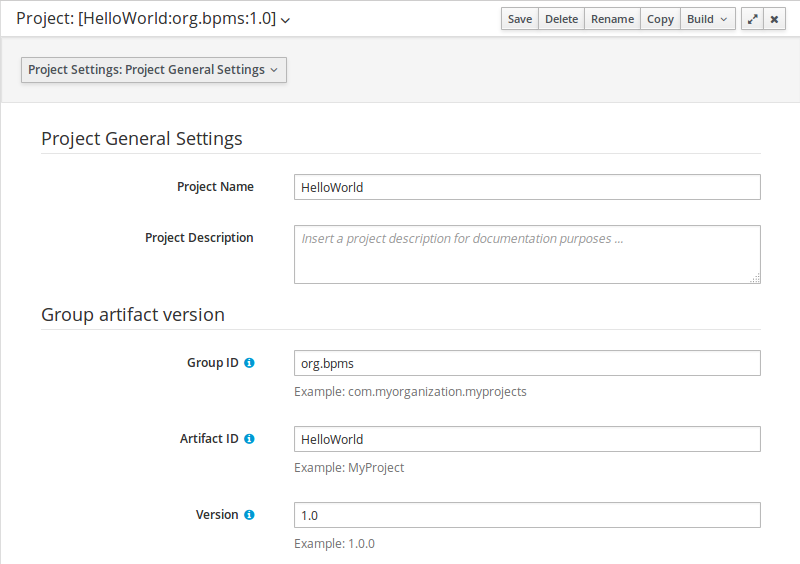 Project: [HelloWorld:org.bpms:1.0]
Save Delete Rename Copy Build
Project Settings: Project General Settings
Project General Settings
Project Name HelloWorld
Project Description Insert a project description for documentation purposes ...
Group artifact version
Group ID org.bpms
Example: com.myorganization.myprojects
Artifact ID HelloWorld
Example: MyProject
Version 1.0
Example: 1.0.0